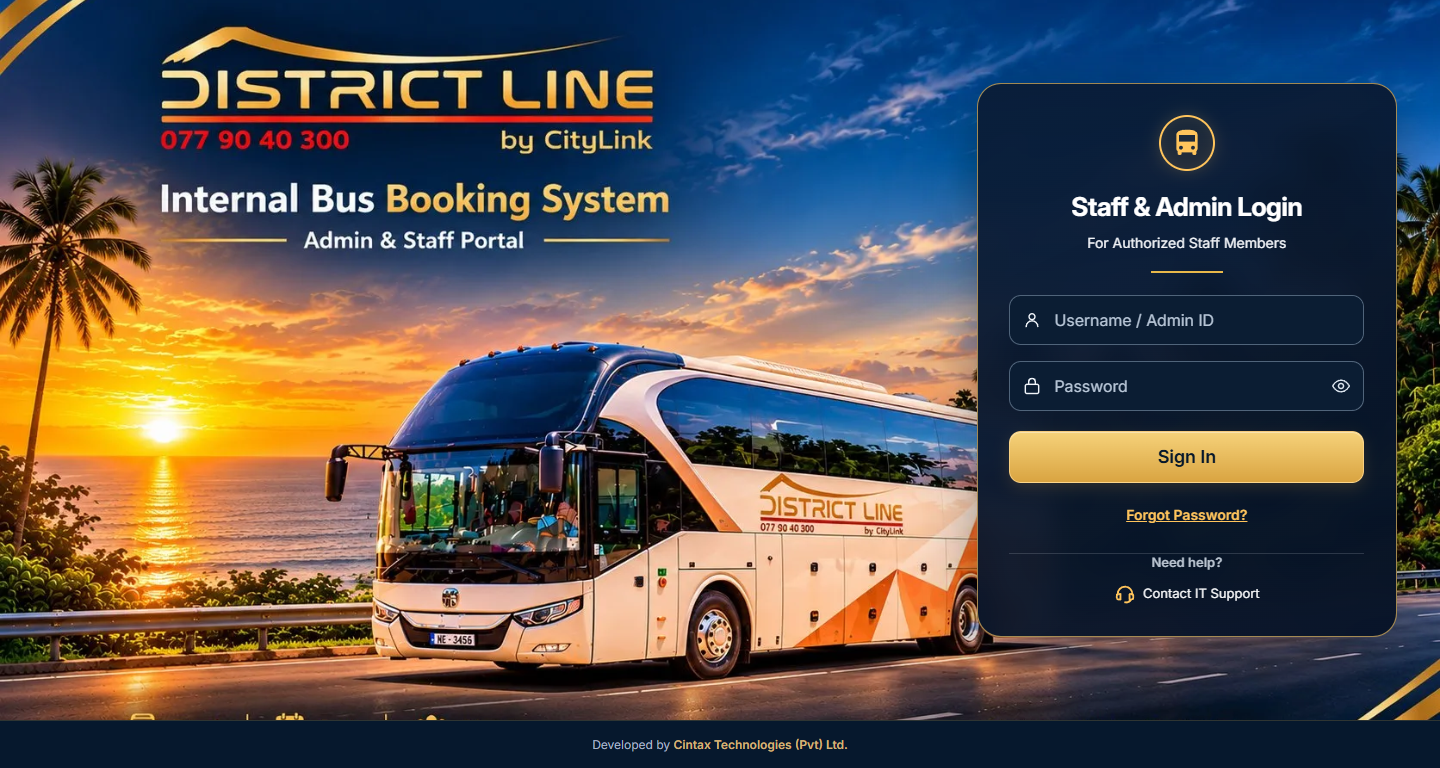 DISTRICT LINE
077 90 40 300
by CityLink
Internal Bus Booking System
Admin & Staff Portal
DISTRICT LINE
077 90 40 300
by CityLink
NE - 3456
Staff & Admin Login
For Authorized Staff Members
Username / Admin ID
Password
Sign In
Forgot Password?
Need help?
Contact IT Support
Developed by Cintax Technologies (Pvt) Ltd.